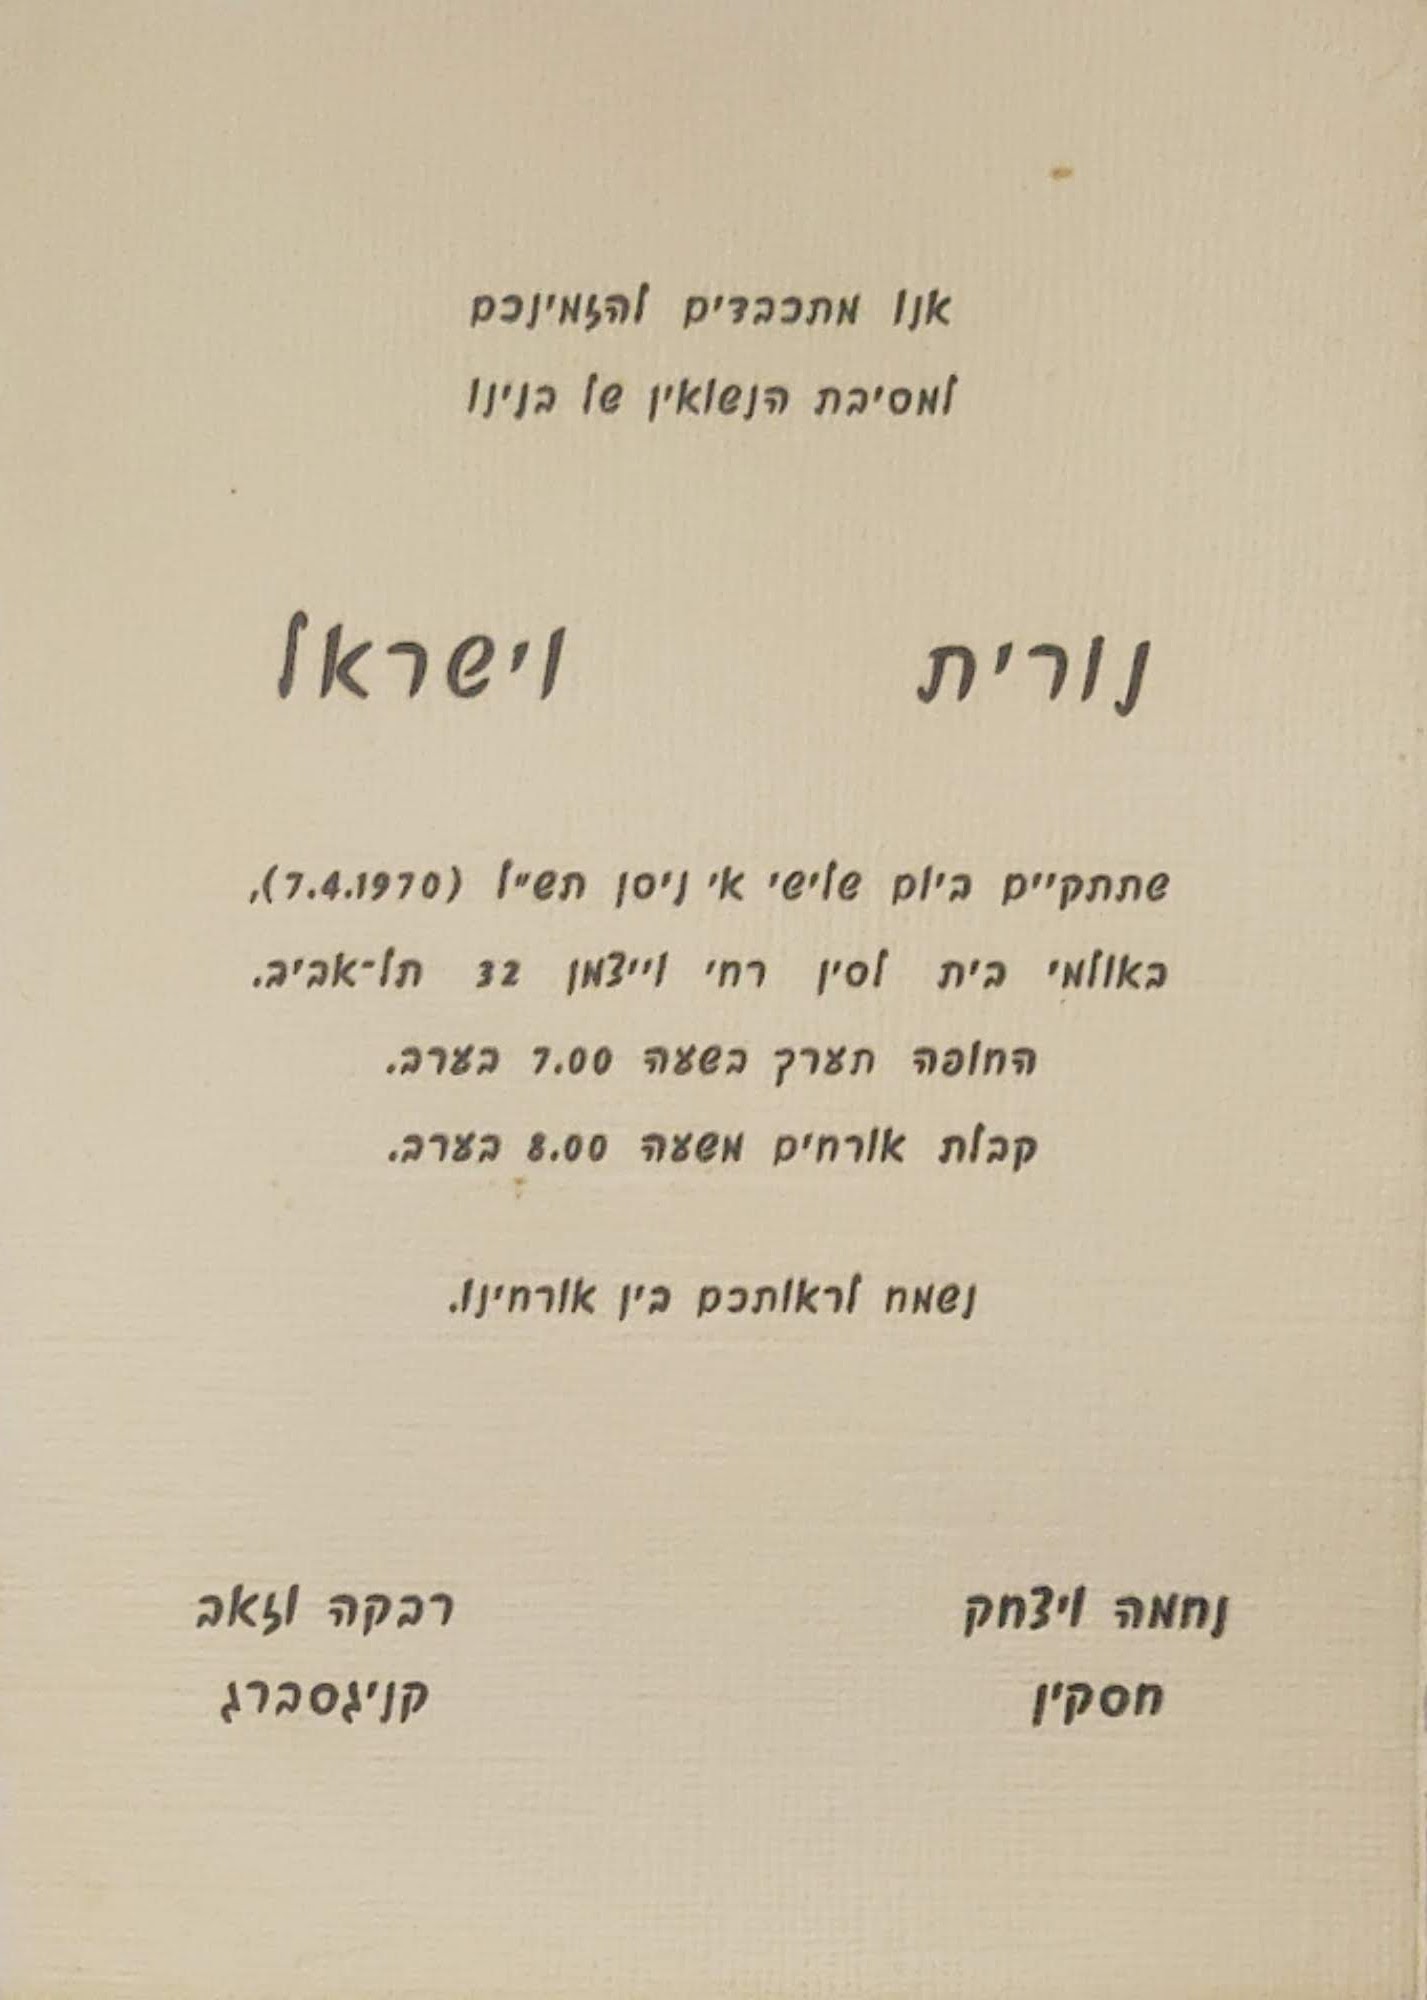 אנו מתכבדים להזמינכם
למסיבת הנשואין של בנינו
נורית וישראל
שתתקיים ביום שלישי א׳ ניסן תש״ל (7.4.1970),
באולמי בית לסין רח׳ וייצמן 32 תל־אביב.
החופה תערך בשעה 7.00 בערב.
קבלת אורחים משעה 8.00 בערב.
נשמח לראותכם בין אורחינו.
נחמה ויצחק רבקה וזאב
חסקין קניגסברג